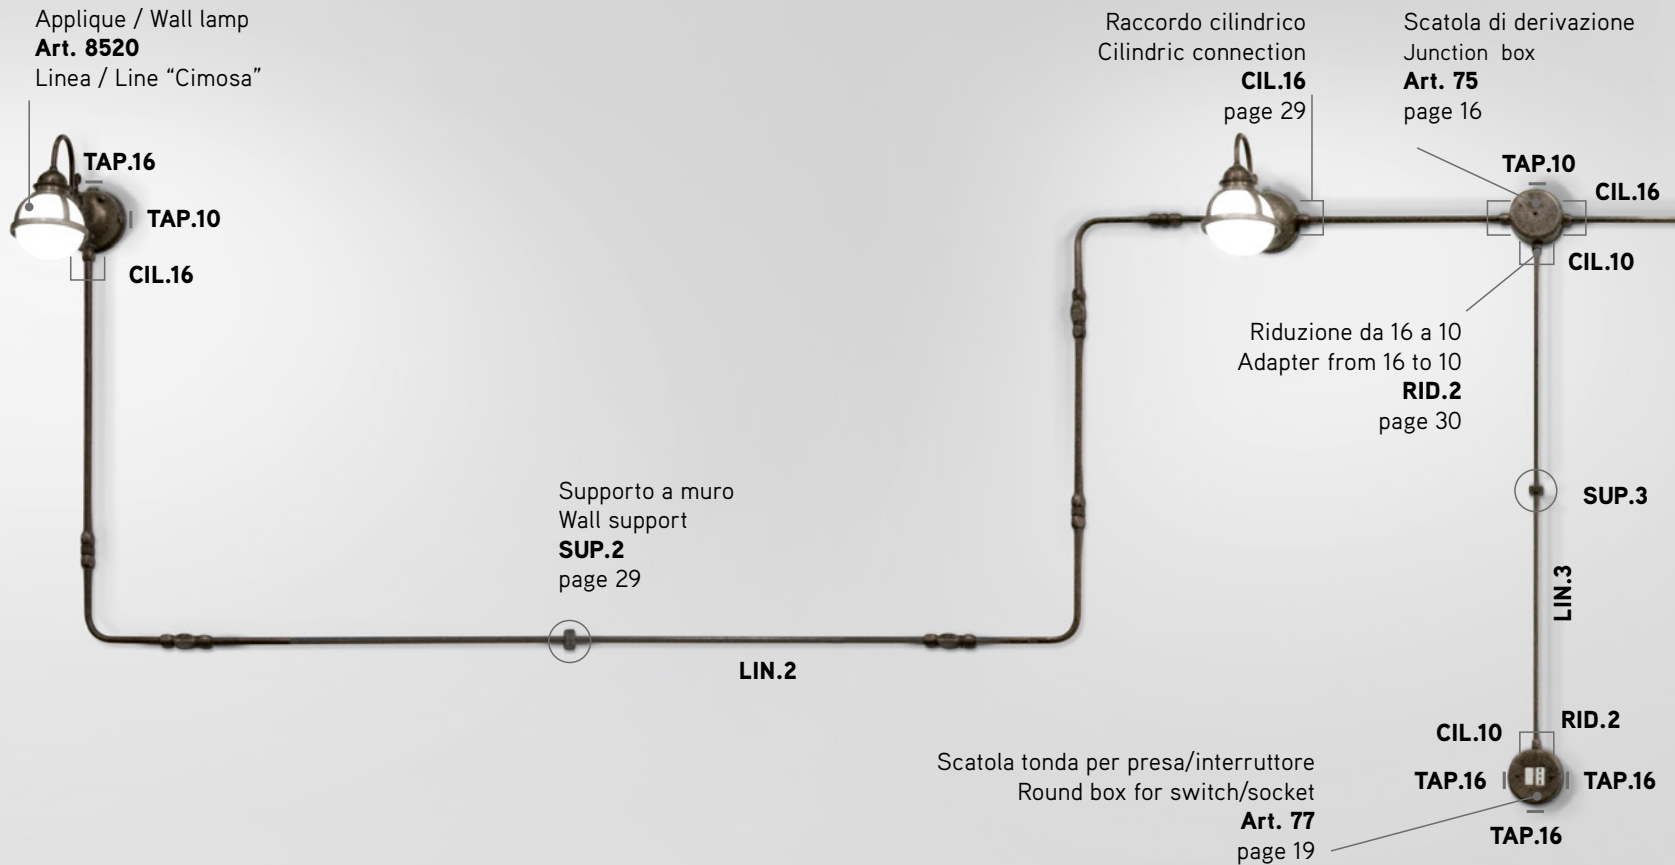 Applique / Wall lamp
Art. 8520
Linea / Line “Cimosa”
TAP.16
TAP.10
CIL.16
Raccordo cilindrico
Cilindric connection
CIL.16
page 29
Scatola di derivazione
Junction box
Art. 75
page 16
TAP.10
CIL.16
CIL.10
Riduzione da 16 a 10
Adapter from 16 to 10
RID.2
page 30
Supporto a muro
Wall support
SUP.2
page 29
LIN.2
SUP.3
LIN.3
CIL.10
RID.2
TAP.16
TAP.16
TAP.16
Scatola tonda per presa/interruttore
Round box for switch/socket
Art. 77
page 19